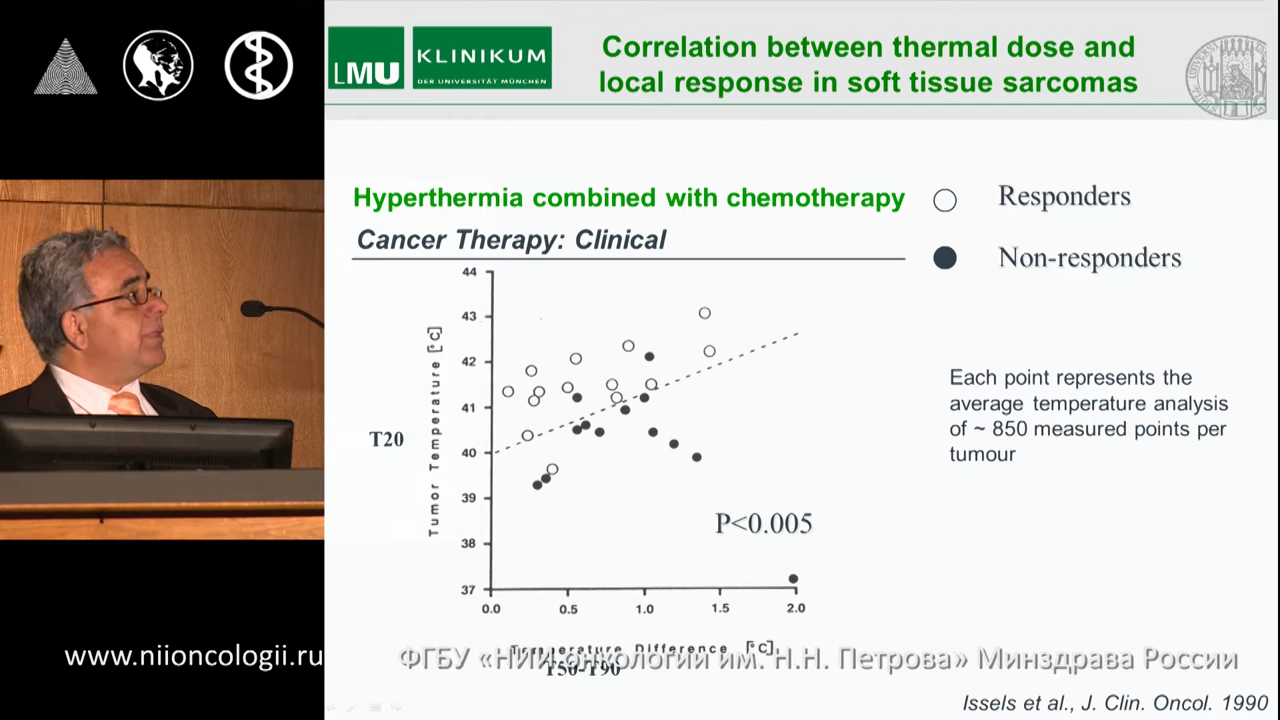 LMU
KLINIKUM
DER UNIVERSITÄT MÜNCHEN
Correlation between thermal dose and
local response in soft tissue sarcomas
Hyperthermia combined with chemotherapy
Cancer Therapy: Clinical
Responders
Non-responders
44
43
42
41
40
39
38
37
Tumor Temperature [°C]
T20
Each point represents the
average temperature analysis
of ~ 850 measured points per
tumour
P<0.005
0.0 0.5 1.0 1.5 2.0
Temperature Difference [°C]
T50-T90
www.niioncologii.ru
ФГБУ «НИИ онкологии им. Н.Н. Петрова» Минздрава России
Issels et al., J. Clin. Oncol. 1990